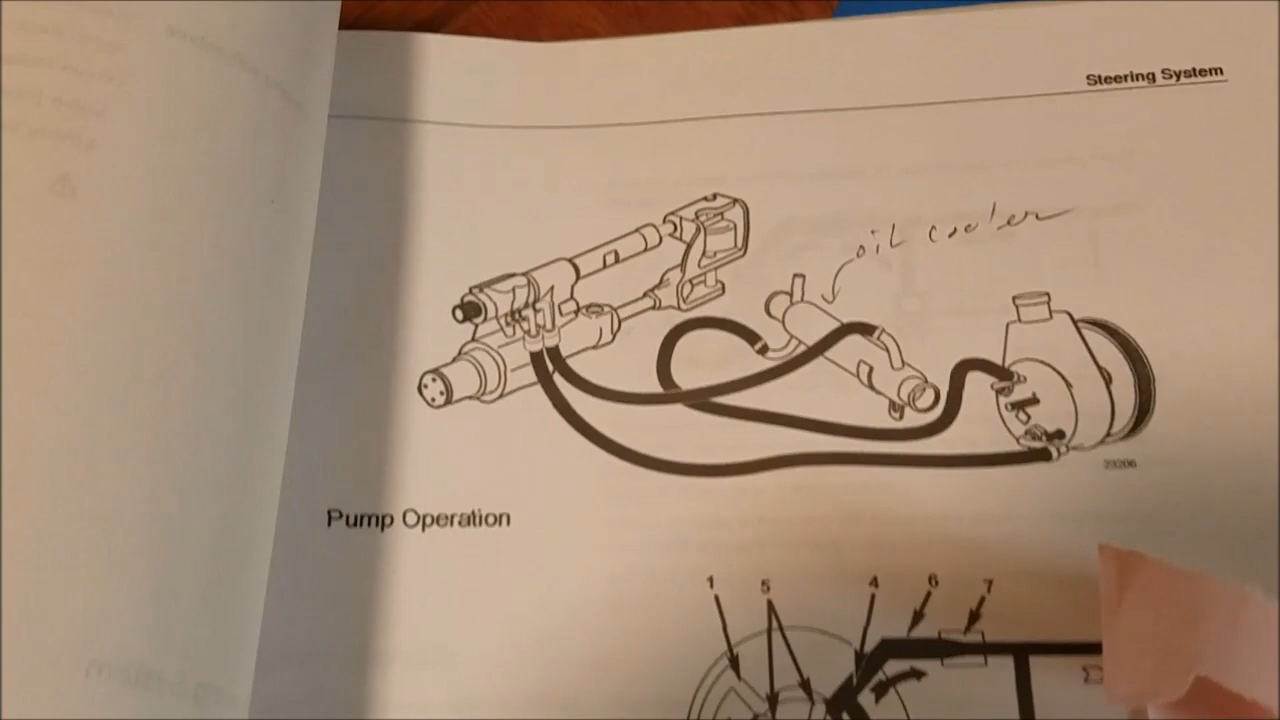 Steering System
oil cooler
23206
Pump Operation
1 5 4 6 7